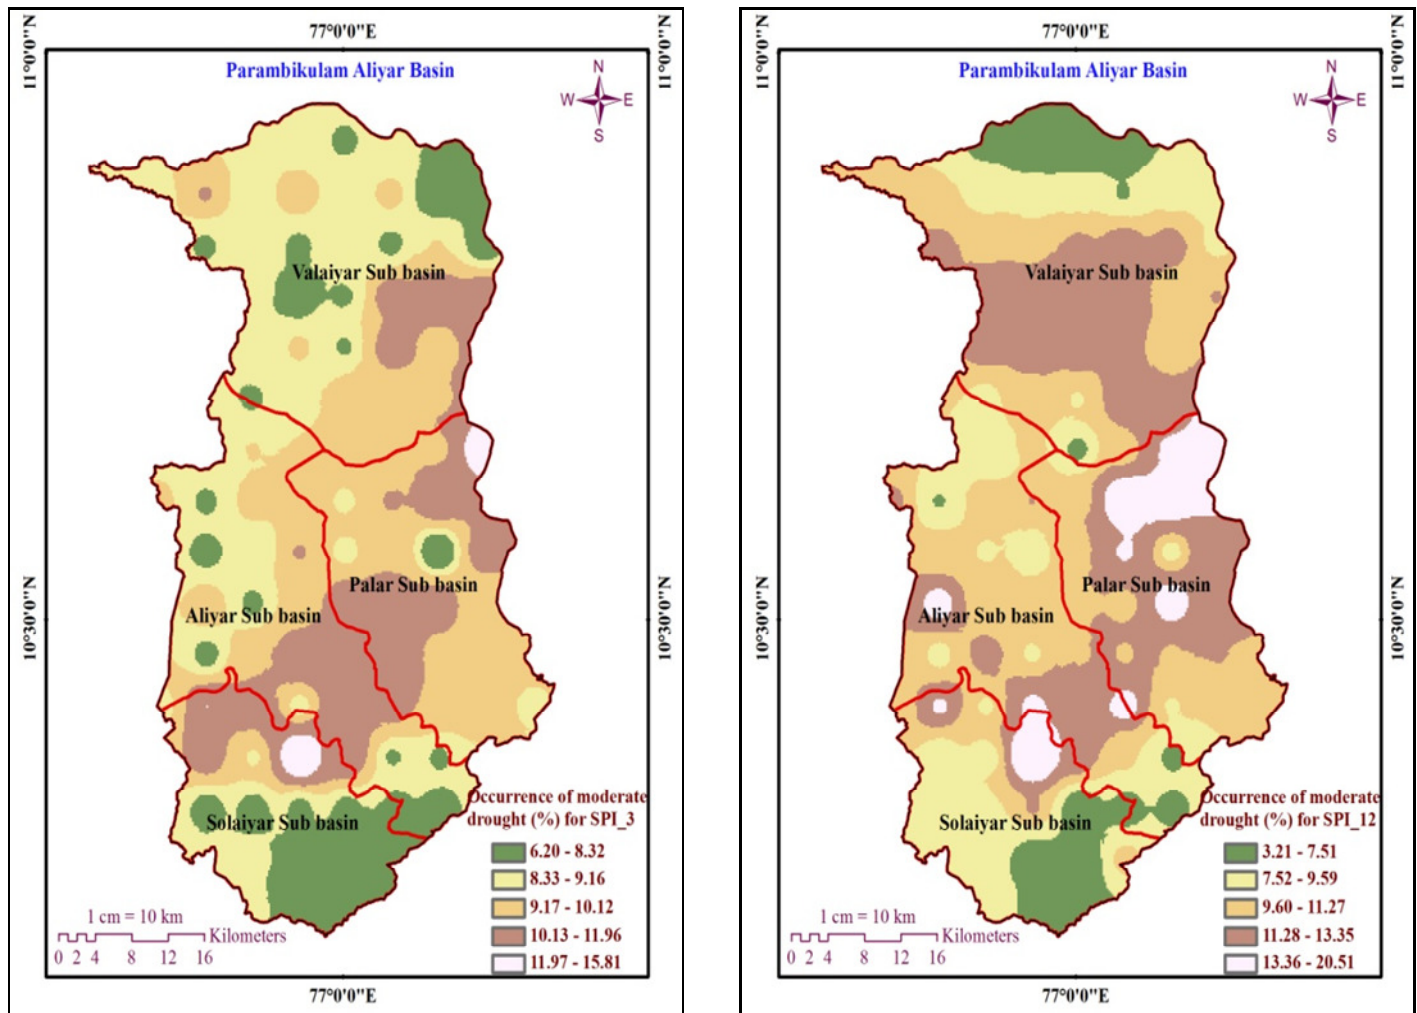 77°0'0"E
11°0'0"N
11°0'0"N
Parambikulam Aliyar Basin
N
W E
S
Valaiyar Sub basin
Palar Sub basin
Aliyar Sub basin
10°30'0"N
10°30'0"N
Solaiyar Sub basin
Occurrence of moderate
drought (%) for SPI_3
6.20 - 8.32
8.33 - 9.16
9.17 - 10.12
10.13 - 11.96
11.97 - 15.81
1 cm = 10 km
Kilometers
0 2 4 8 12 16
77°0'0"E
77°0'0"E
11°0'0"N
11°0'0"N
Parambikulam Aliyar Basin
N
W E
S
Valaiyar Sub basin
Palar Sub basin
Aliyar Sub basin
10°30'0"N
10°30'0"N
Solaiyar Sub basin
Occurrence of moderate
drought (%) for SPI_12
3.21 - 7.51
7.52 - 9.59
9.60 - 11.27
11.28 - 13.35
13.36 - 20.51
1 cm = 10 km
Kilometers
0 2 4 8 12 16
77°0'0"E